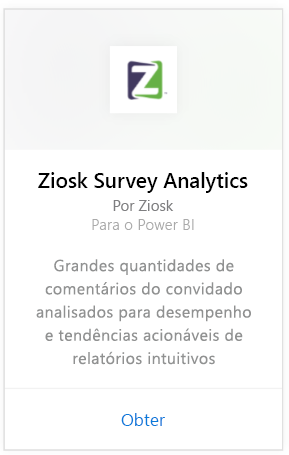 Z
Ziosk Survey Analytics
Por Ziosk
Para o Power BI
Grandes quantidades de
comentários do convidado
analisados para desempenho
e tendências acionáveis de
relatórios intuitivos
Obter